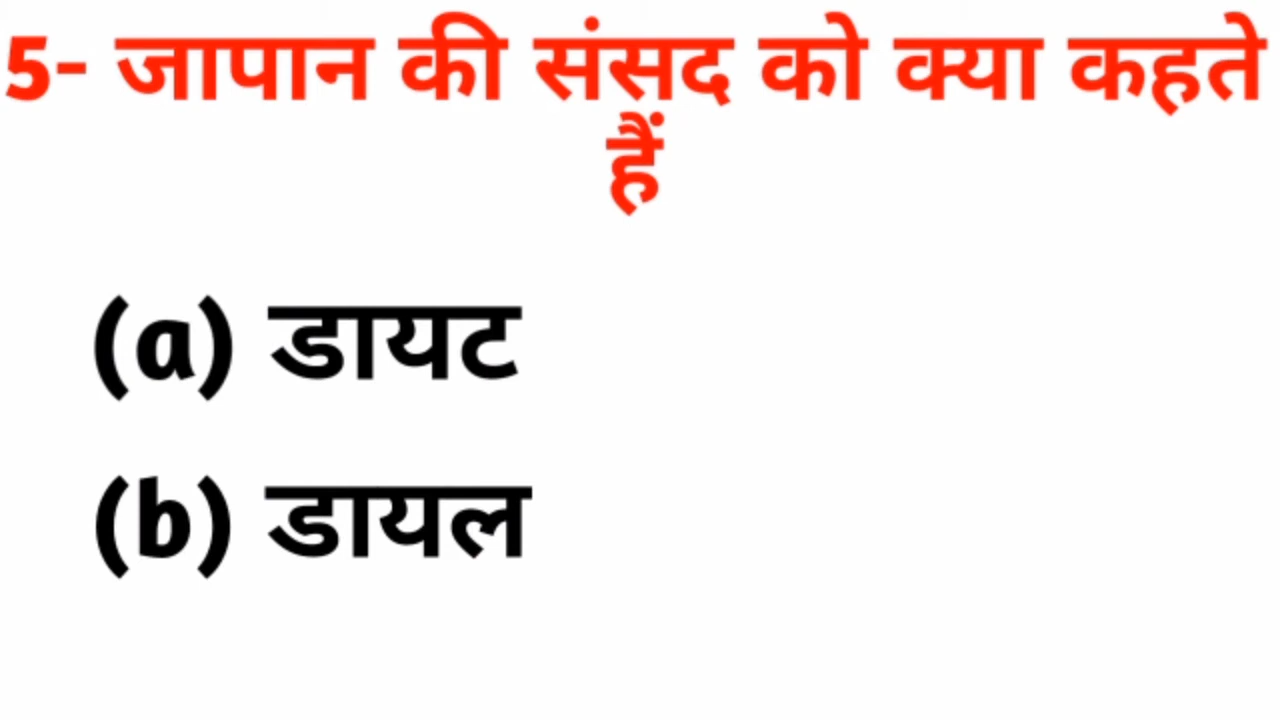 5- जापान की संसद को क्या कहते
हैं
(a) डायट
(b) डायल